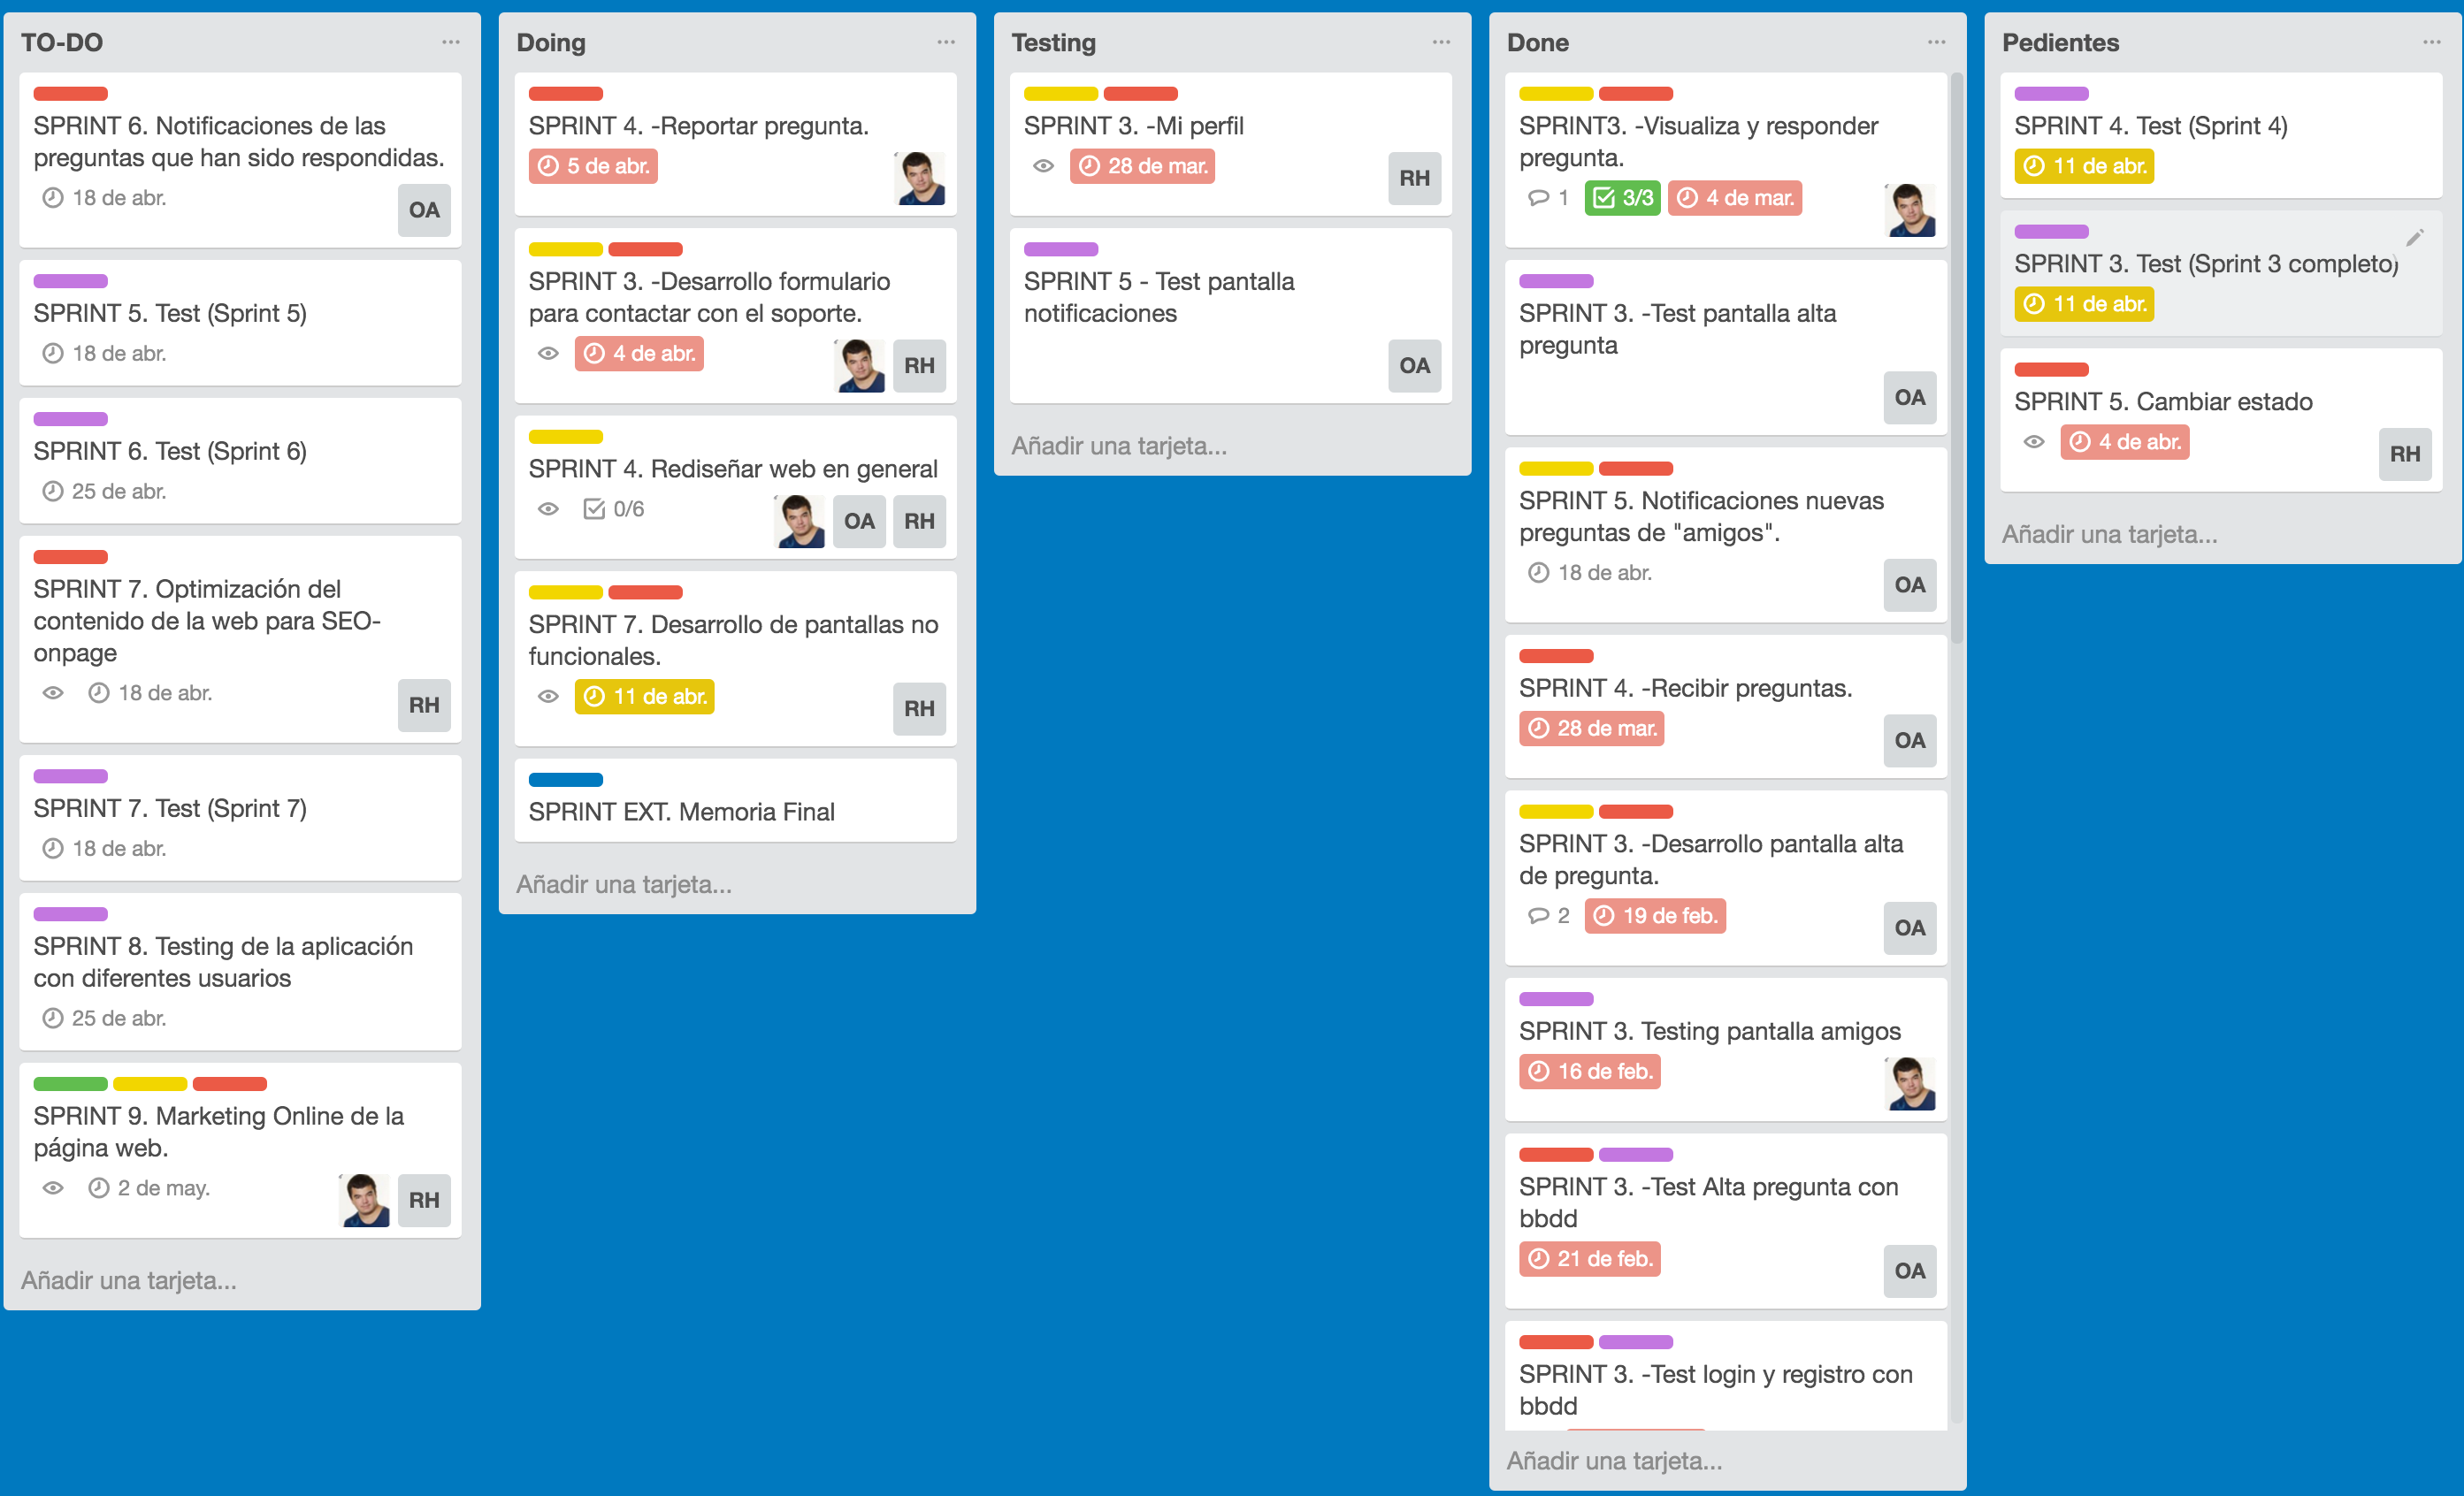 TO-DO
SPRINT 6. Notificaciones de las
preguntas que han sido respondidas.
18 de abr.
OA
SPRINT 5. Test (Sprint 5)
18 de abr.
SPRINT 6. Test (Sprint 6)
25 de abr.
SPRINT 7. Optimización del
contenido de la web para SEO-
onpage
18 de abr.
RH
SPRINT 7. Test (Sprint 7)
18 de abr.
SPRINT 8. Testing de la aplicación
con diferentes usuarios
25 de abr.
SPRINT 9. Marketing Online de la
página web.
2 de may.
RH
Añadir una tarjeta...
Doing
SPRINT 4. -Reportar pregunta.
5 de abr.
SPRINT 3. -Desarrollo formulario
para contactar con el soporte.
4 de abr.
RH
SPRINT 4. Rediseñar web en general
0/6
OA RH
SPRINT 7. Desarrollo de pantallas no
funcionales.
11 de abr.
RH
SPRINT EXT. Memoria Final
Añadir una tarjeta...
Testing
SPRINT 3. -Mi perfil
28 de mar.
RH
SPRINT 5 - Test pantalla
notificaciones
OA
Añadir una tarjeta...
Done
SPRINT3. -Visualiza y responder
pregunta.
1 3/3 4 de mar.
SPRINT 3. -Test pantalla alta
pregunta
OA
SPRINT 5. Notificaciones nuevas
preguntas de "amigos".
18 de abr.
OA
SPRINT 4. -Recibir preguntas.
28 de mar.
OA
SPRINT 3. -Desarrollo pantalla alta
de pregunta.
2 19 de feb.
OA
SPRINT 3. Testing pantalla amigos
16 de feb.
SPRINT 3. -Test Alta pregunta con
bbdd
21 de feb.
OA
SPRINT 3. -Test login y registro con
bbdd
Añadir una tarjeta...
Pedientes
SPRINT 4. Test (Sprint 4)
11 de abr.
SPRINT 3. Test (Sprint 3 completo)
11 de abr.
SPRINT 5. Cambiar estado
4 de abr.
RH
Añadir una tarjeta...